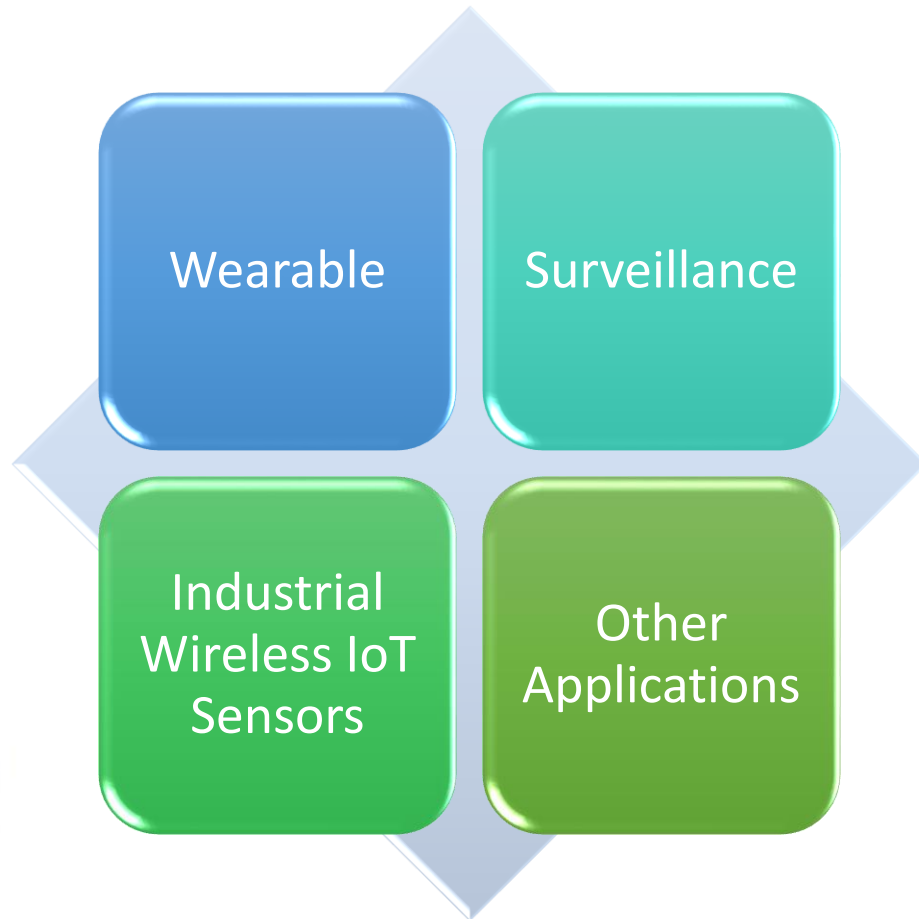 Wearable
Surveillance
Industrial
Wireless IoT
Sensors
Other
Applications